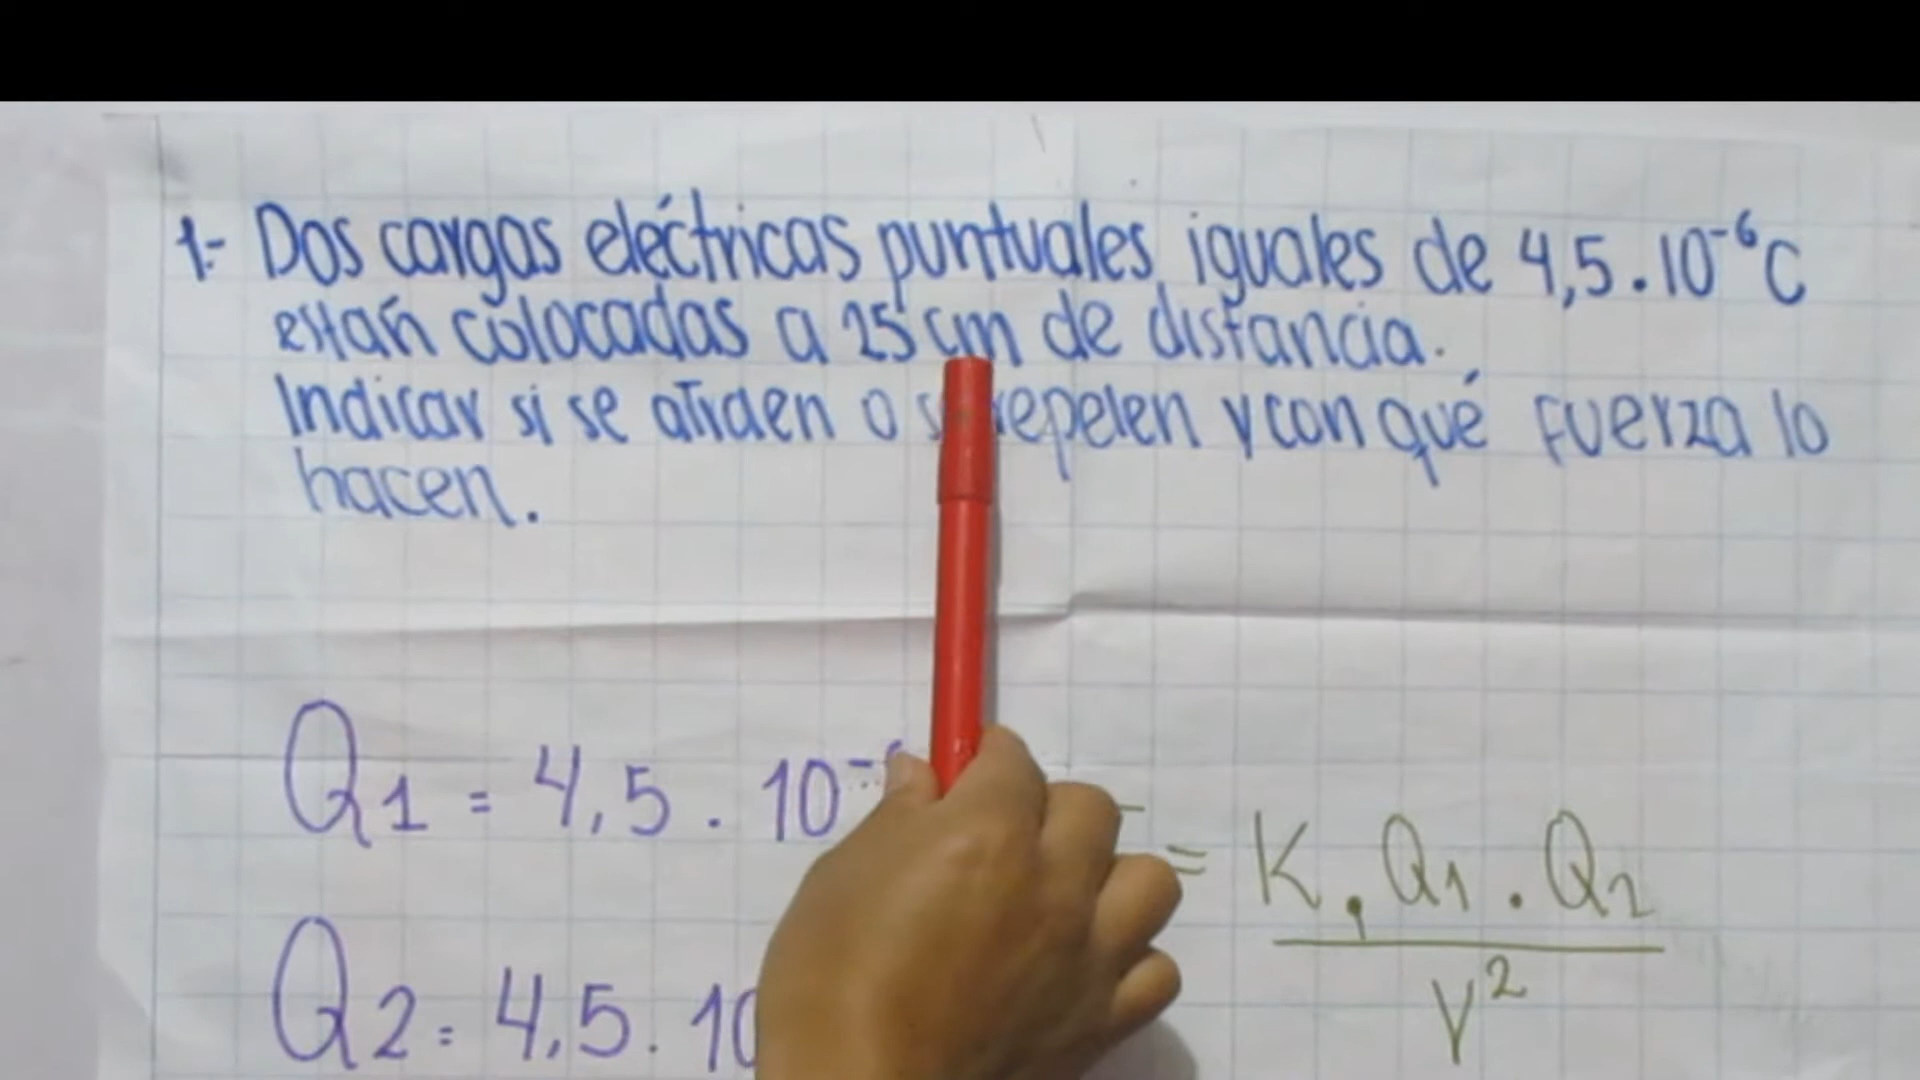 1.- Dos cargas eléctricas puntuales iguales de 4,5 . 10⁻⁶C
están colocadas a 25 cm de distancia.
Indicar si se atraen o se repelen y con qué fuerza lo
hacen.
Q1 = 4,5 . 10⁻
= K . Q1 . Q2
r²
Q2 = 4,5 . 10